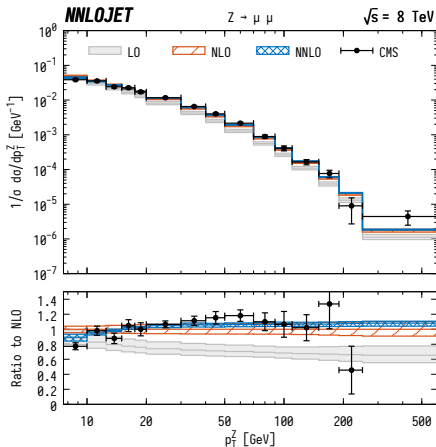 NNLOJET Z → μ μ √s = 8 TeV
LO NLO NNLO CMS
1/σ dσ/dp_T^Z [GeV⁻¹]
10⁰
10⁻¹
10⁻²
10⁻³
10⁻⁴
10⁻⁵
10⁻⁶
10⁻⁷
Ratio to NLO
1.4
1.2
1
0.8
0.6
0.4
0.2
0
10 20 50 100 200 500
p_T^Z [GeV]